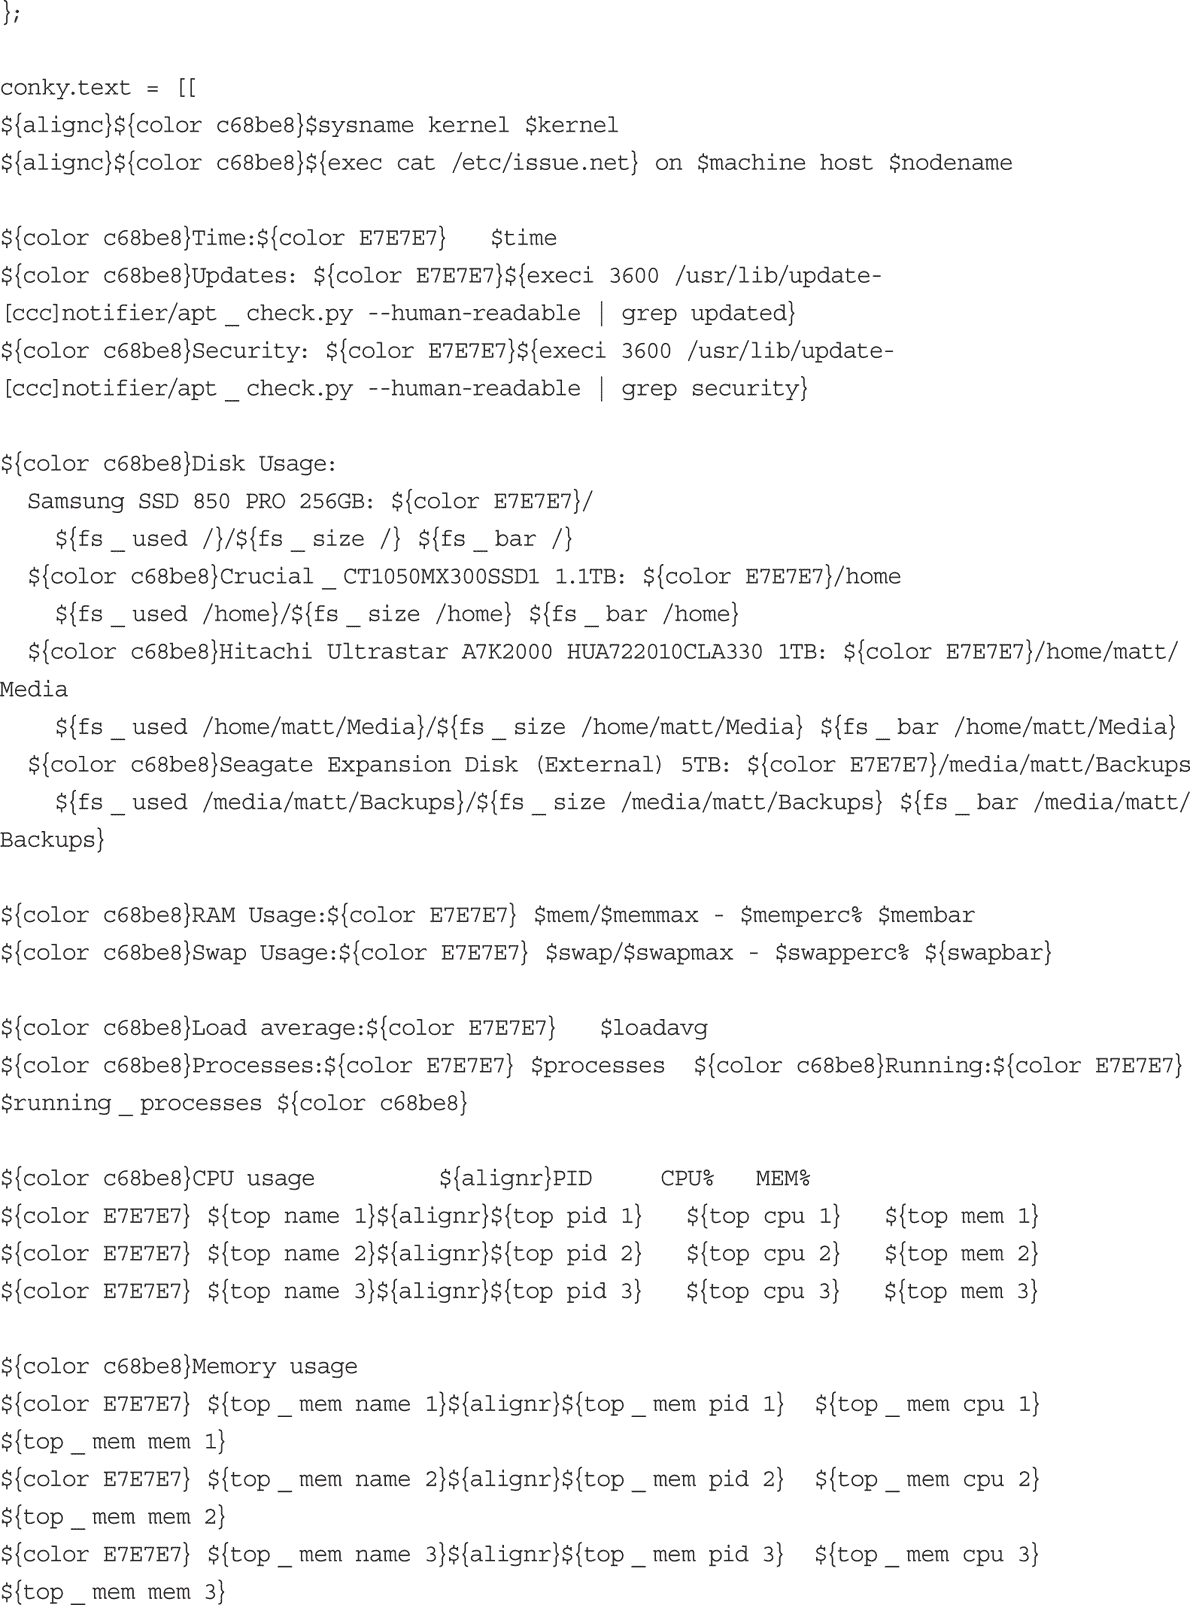 };

conky.text = [[
${alignc}${color c68be8}$sysname kernel $kernel
${alignc}${color c68be8}${exec cat /etc/issue.net} on $machine host $nodename

${color c68be8}Time:${color E7E7E7}   $time
${color c68be8}Updates: ${color E7E7E7}${execi 3600 /usr/lib/update-
[ccc]notifier/apt _ check.py --human-readable | grep updated}
${color c68be8}Security: ${color E7E7E7}${execi 3600 /usr/lib/update-
[ccc]notifier/apt _ check.py --human-readable | grep security}

${color c68be8}Disk Usage:
  Samsung SSD 850 PRO 256GB: ${color E7E7E7}/
    ${fs _ used /}/${fs _ size /} ${fs _ bar /}
  ${color c68be8}Crucial _ CT1050MX300SSD1 1.1TB: ${color E7E7E7}/home
    ${fs _ used /home}/${fs _ size /home} ${fs _ bar /home}
  ${color c68be8}Hitachi Ultrastar A7K2000 HUA722010CLA330 1TB: ${color E7E7E7}/home/matt/
Media
    ${fs _ used /home/matt/Media}/${fs _ size /home/matt/Media} ${fs _ bar /home/matt/Media}
  ${color c68be8}Seagate Expansion Disk (External) 5TB: ${color E7E7E7}/media/matt/Backups
    ${fs _ used /media/matt/Backups}/${fs _ size /media/matt/Backups} ${fs _ bar /media/matt/
Backups}

${color c68be8}RAM Usage:${color E7E7E7} $mem/$memmax - $memperc% $membar
${color c68be8}Swap Usage:${color E7E7E7} $swap/$swapmax - $swapperc% ${swapbar}

${color c68be8}Load average:${color E7E7E7}   $loadavg
${color c68be8}Processes:${color E7E7E7} $processes  ${color c68be8}Running:${color E7E7E7}
$running _ processes ${color c68be8}

${color c68be8}CPU usage         ${alignr}PID     CPU%   MEM%
${color E7E7E7} ${top name 1}${alignr}${top pid 1}   ${top cpu 1}   ${top mem 1}
${color E7E7E7} ${top name 2}${alignr}${top pid 2}   ${top cpu 2}   ${top mem 2}
${color E7E7E7} ${top name 3}${alignr}${top pid 3}   ${top cpu 3}   ${top mem 3}

${color c68be8}Memory usage
${color E7E7E7} ${top _ mem name 1}${alignr}${top _ mem pid 1}  ${top _ mem cpu 1}
${top _ mem mem 1}
${color E7E7E7} ${top _ mem name 2}${alignr}${top _ mem pid 2}  ${top _ mem cpu 2}
${top _ mem mem 2}
${color E7E7E7} ${top _ mem name 3}${alignr}${top _ mem pid 3}  ${top _ mem cpu 3}
${top _ mem mem 3}